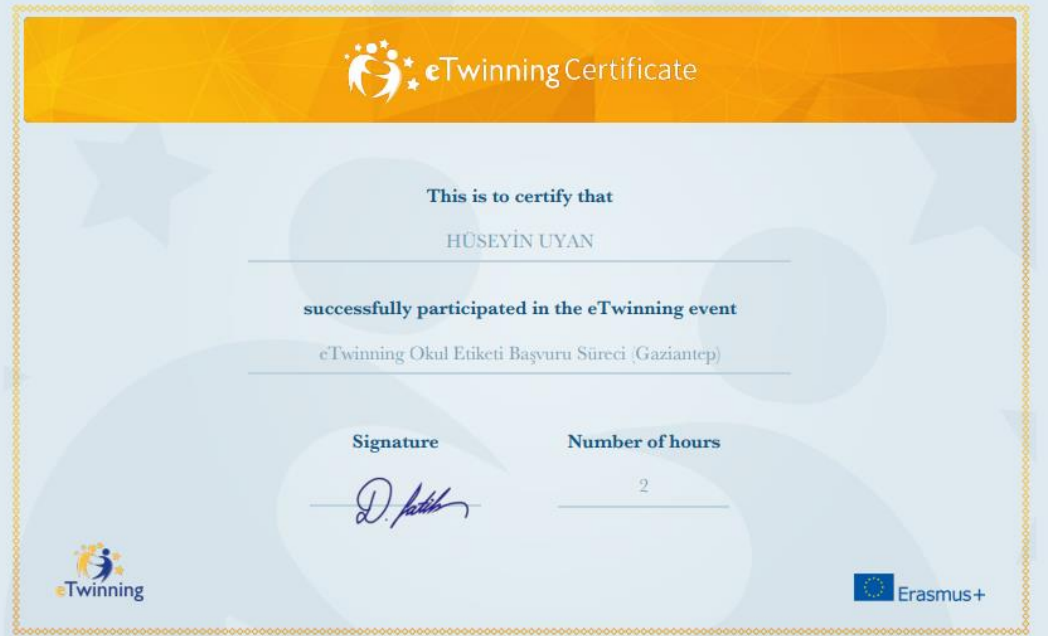 eTwinning Certificate
This is to certify that
HÜSEYİN UYAN
successfully participated in the eTwinning event
eTwinning Okul Etiketi Başvuru Süreci (Gaziantep)
Signature
Number of hours
D. fatih
2
eTwinning
Erasmus+